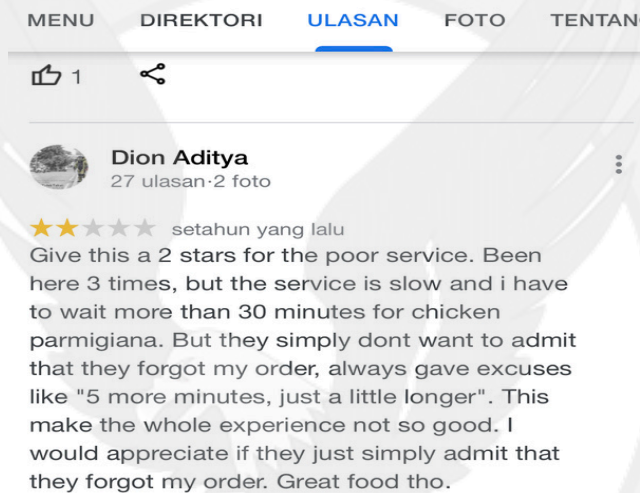 MENU DIREKTORI ULASAN FOTO TENTAN
1
Dion Aditya
27 ulasan·2 foto
setahun yang lalu
Give this a 2 stars for the poor service. Been
here 3 times, but the service is slow and i have
to wait more than 30 minutes for chicken
parmigiana. But they simply dont want to admit
that they forgot my order, always gave excuses
like "5 more minutes, just a little longer". This
make the whole experience not so good. I
would appreciate if they just simply admit that
they forgot my order. Great food tho.